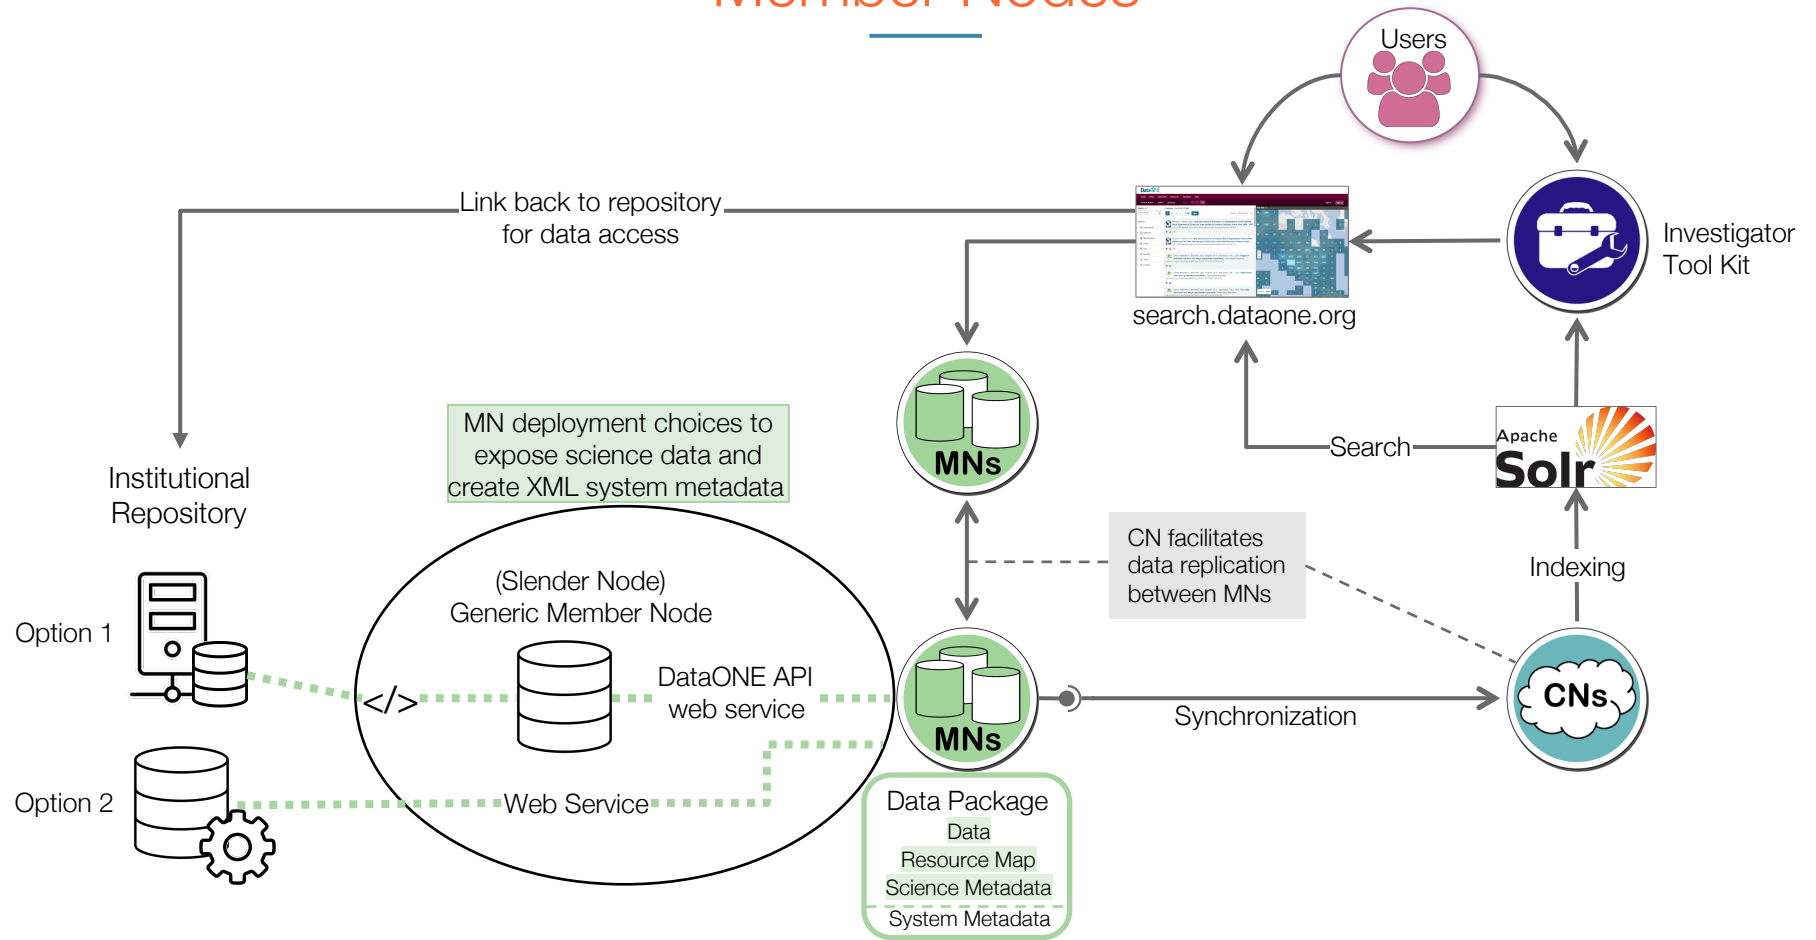 Member Nodes
Users
Link back to repository
for data access
DataONE
search.dataone.org
Investigator
Tool Kit
MN deployment choices to
expose science data and
create XML system metadata
MNs
Search
Apache
Solr
Institutional
Repository
CN facilitates
data replication
between MNs
Indexing
(Slender Node)
Generic Member Node
Option 1
</>
DataONE API
web service
MNs
Synchronization
CNs
Option 2
Web Service
Data Package
Data
Resource Map
Science Metadata
System Metadata